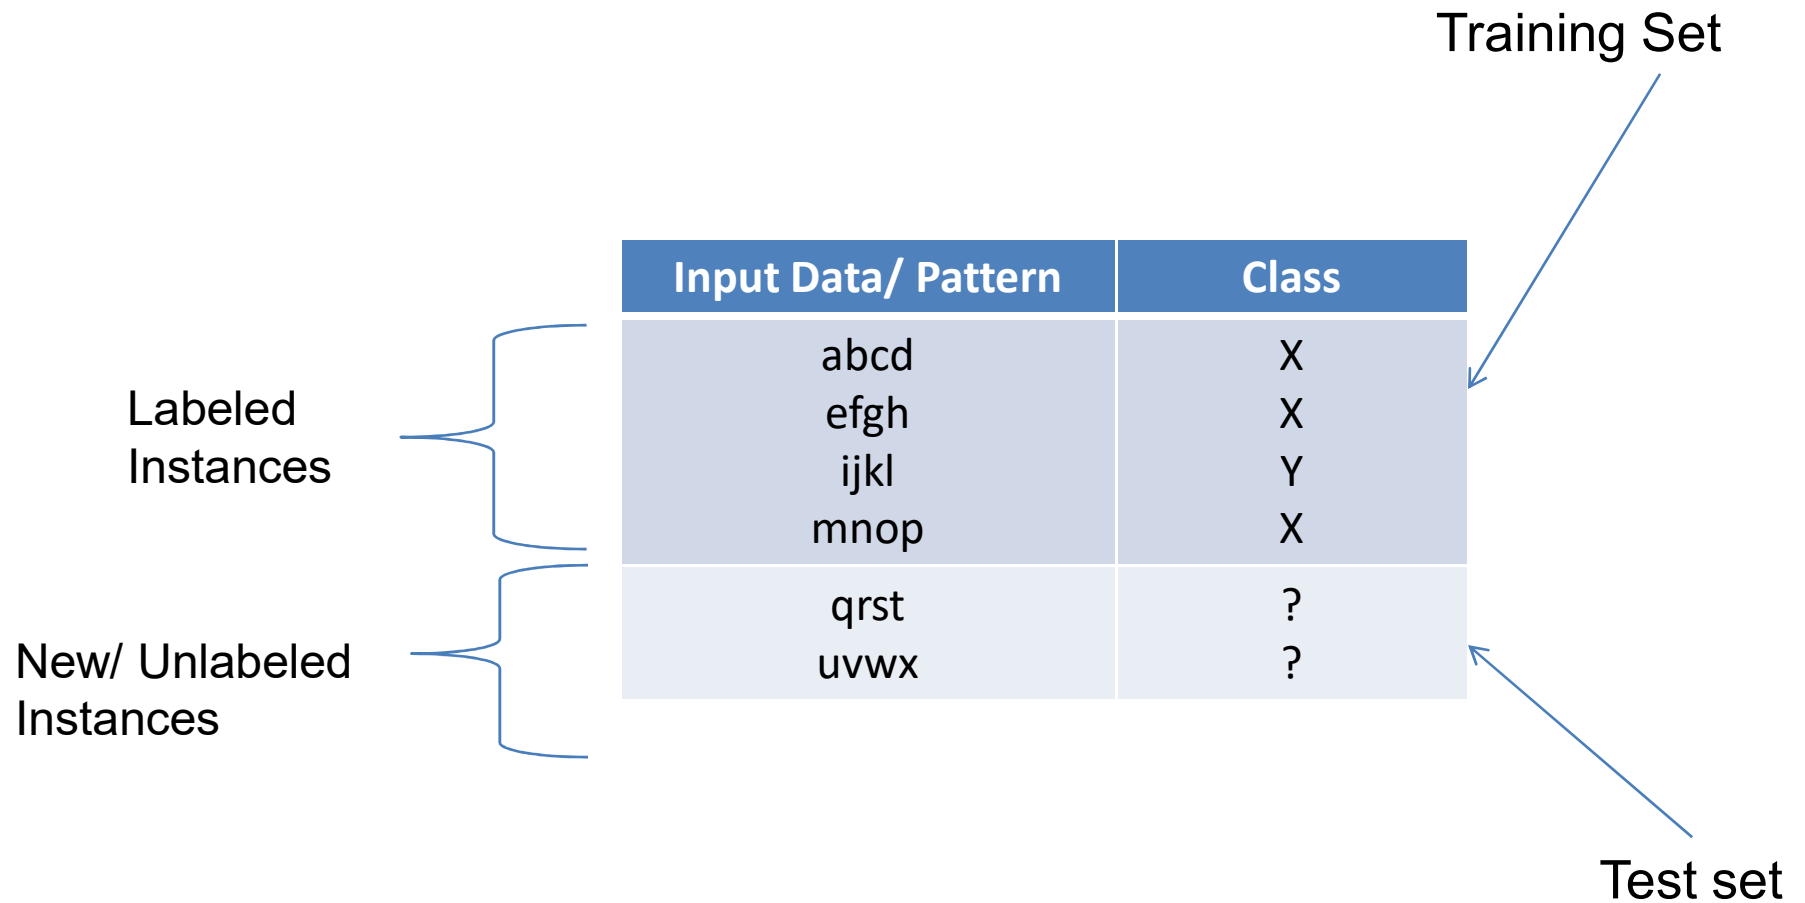 Training Set
Input Data/ Pattern Class
abcd X
efgh X
ijkl Y
mnop X
Labeled
Instances
qrst ?
uvwx ?
New/ Unlabeled
Instances
Test set